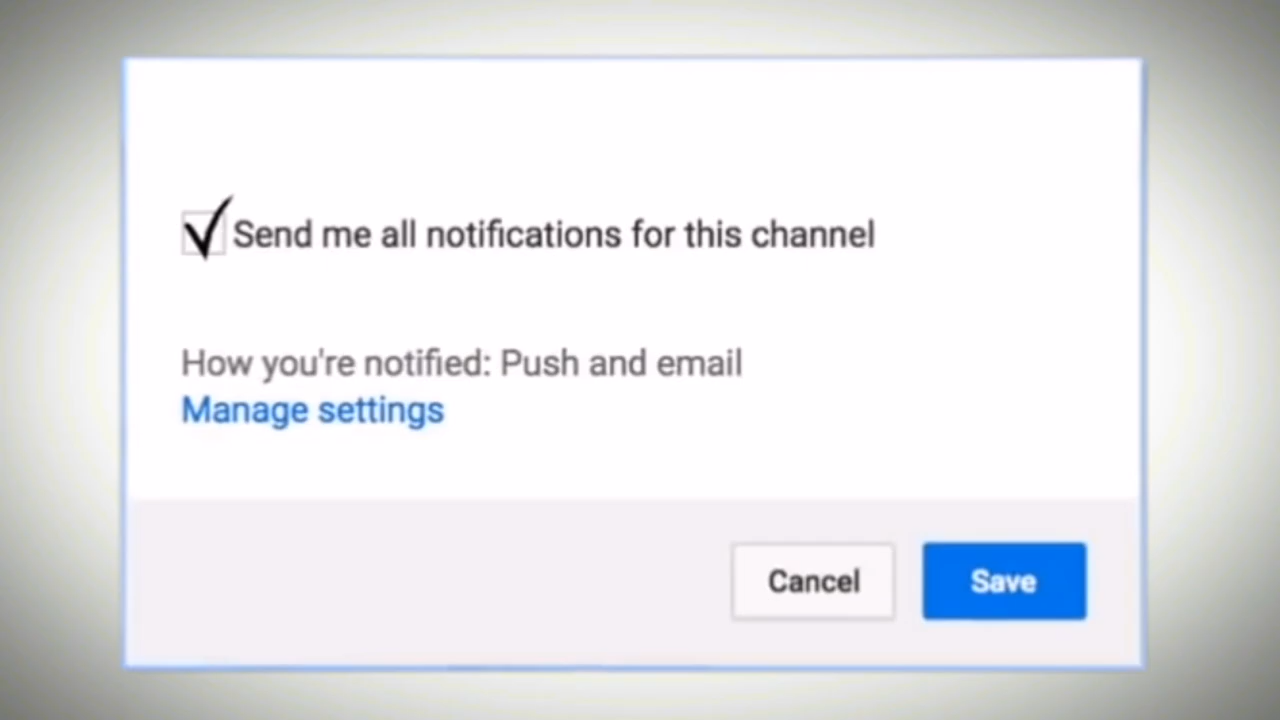 Send me all notifications for this channel
How you're notified: Push and email
Manage settings
Cancel
Save